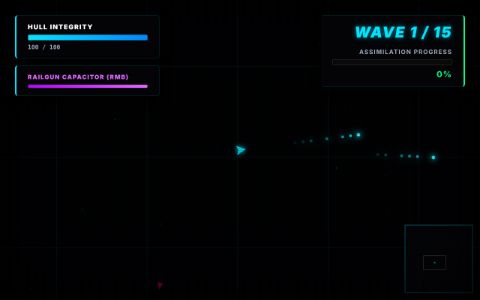 HULL INTEGRITY
100 / 100
RAILGUN CAPACITOR (RMB)
WAVE 1 / 15
ASSIMILATION PROGRESS
0%